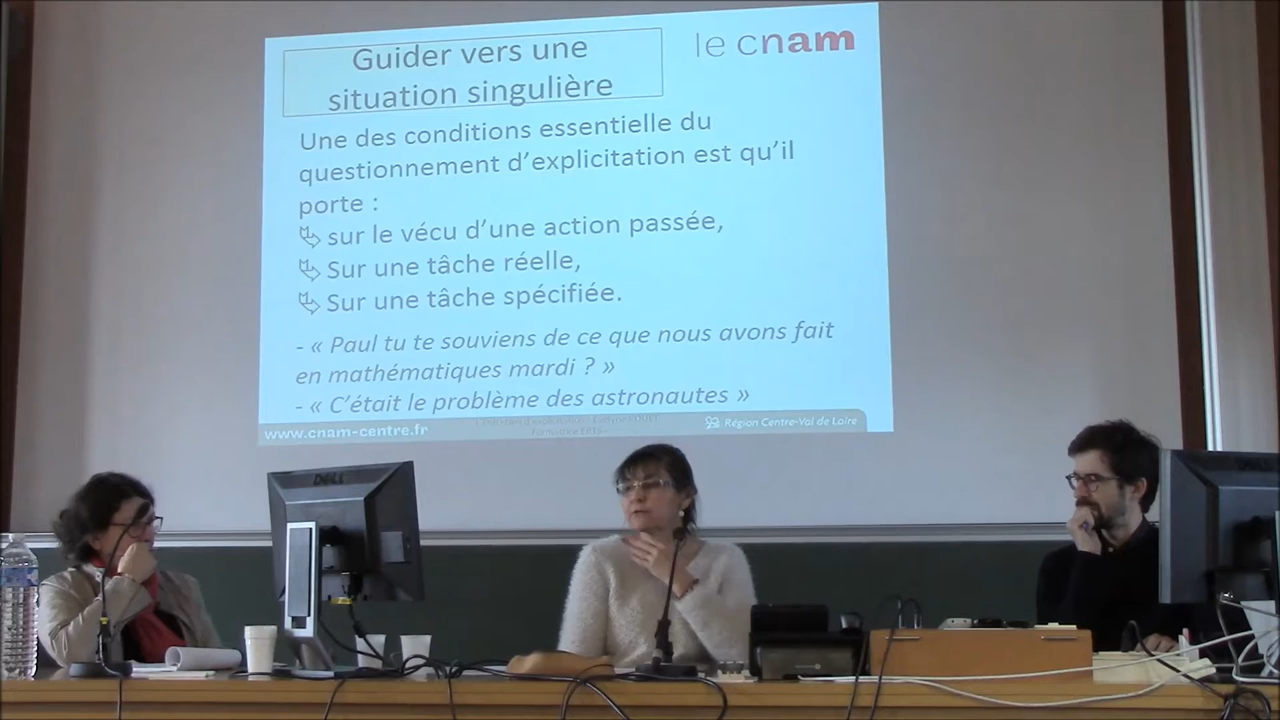 Guider vers une
situation singulière
le cnam
Une des conditions essentielle du
questionnement d'explicitation est qu'il
porte :
sur le vécu d'une action passée,
Sur une tâche réelle,
Sur une tâche spécifiée.
- « Paul tu te souviens de ce que nous avons fait
en mathématiques mardi ? »
- « C'était le problème des astronautes »
www.cnam-centre.fr
Région Centre-Val de Loire
DELL